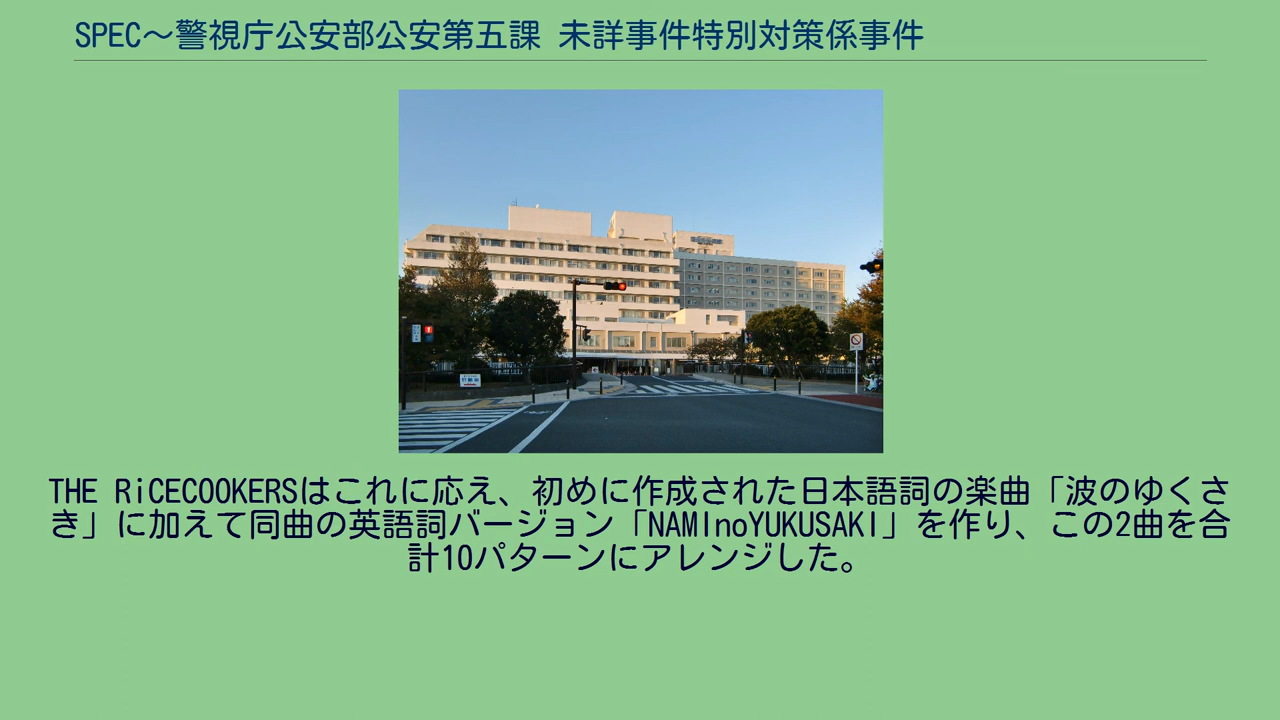 SPEC〜警視庁公安部公安第五課 未詳事件特別対策係事件
THE RiCECOOKERSはこれに応え、初めに作成された日本語詞の楽曲「波のゆくさ
き」に加えて同曲の英語詞バージョン「NAMInoYUKUSAKI」を作り、この2曲を合
計10パターンにアレンジした。